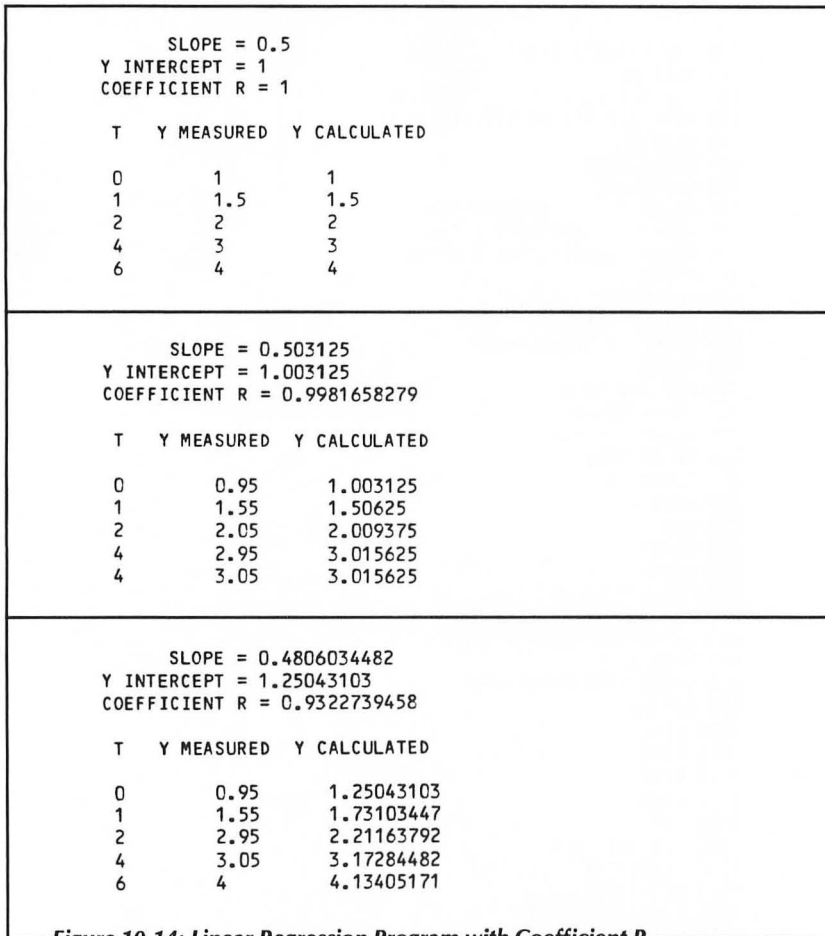 SLOPE = 0.5
Y INTERCEPT = 1
COEFFICIENT R = 1
T Y MEASURED Y CALCULATED
0 1 1
1 1.5 1.5
2 2 2
4 3 3
6 4 4
SLOPE = 0.503125
Y INTERCEPT = 1.003125
COEFFICIENT R = 0.9981658279
T Y MEASURED Y CALCULATED
0 0.95 1.003125
1 1.55 1.50625
2 2.05 2.009375
4 2.95 3.015625
4 3.05 3.015625
SLOPE = 0.4806034482
Y INTERCEPT = 1.25043103
COEFFICIENT R = 0.9322739458
T Y MEASURED Y CALCULATED
0 0.95 1.25043103
1 1.55 1.73103447
2 2.95 2.21163792
4 3.05 3.17284482
6 4 4.13405171
Figure 10-14: Linear Regression Program with Coefficient R